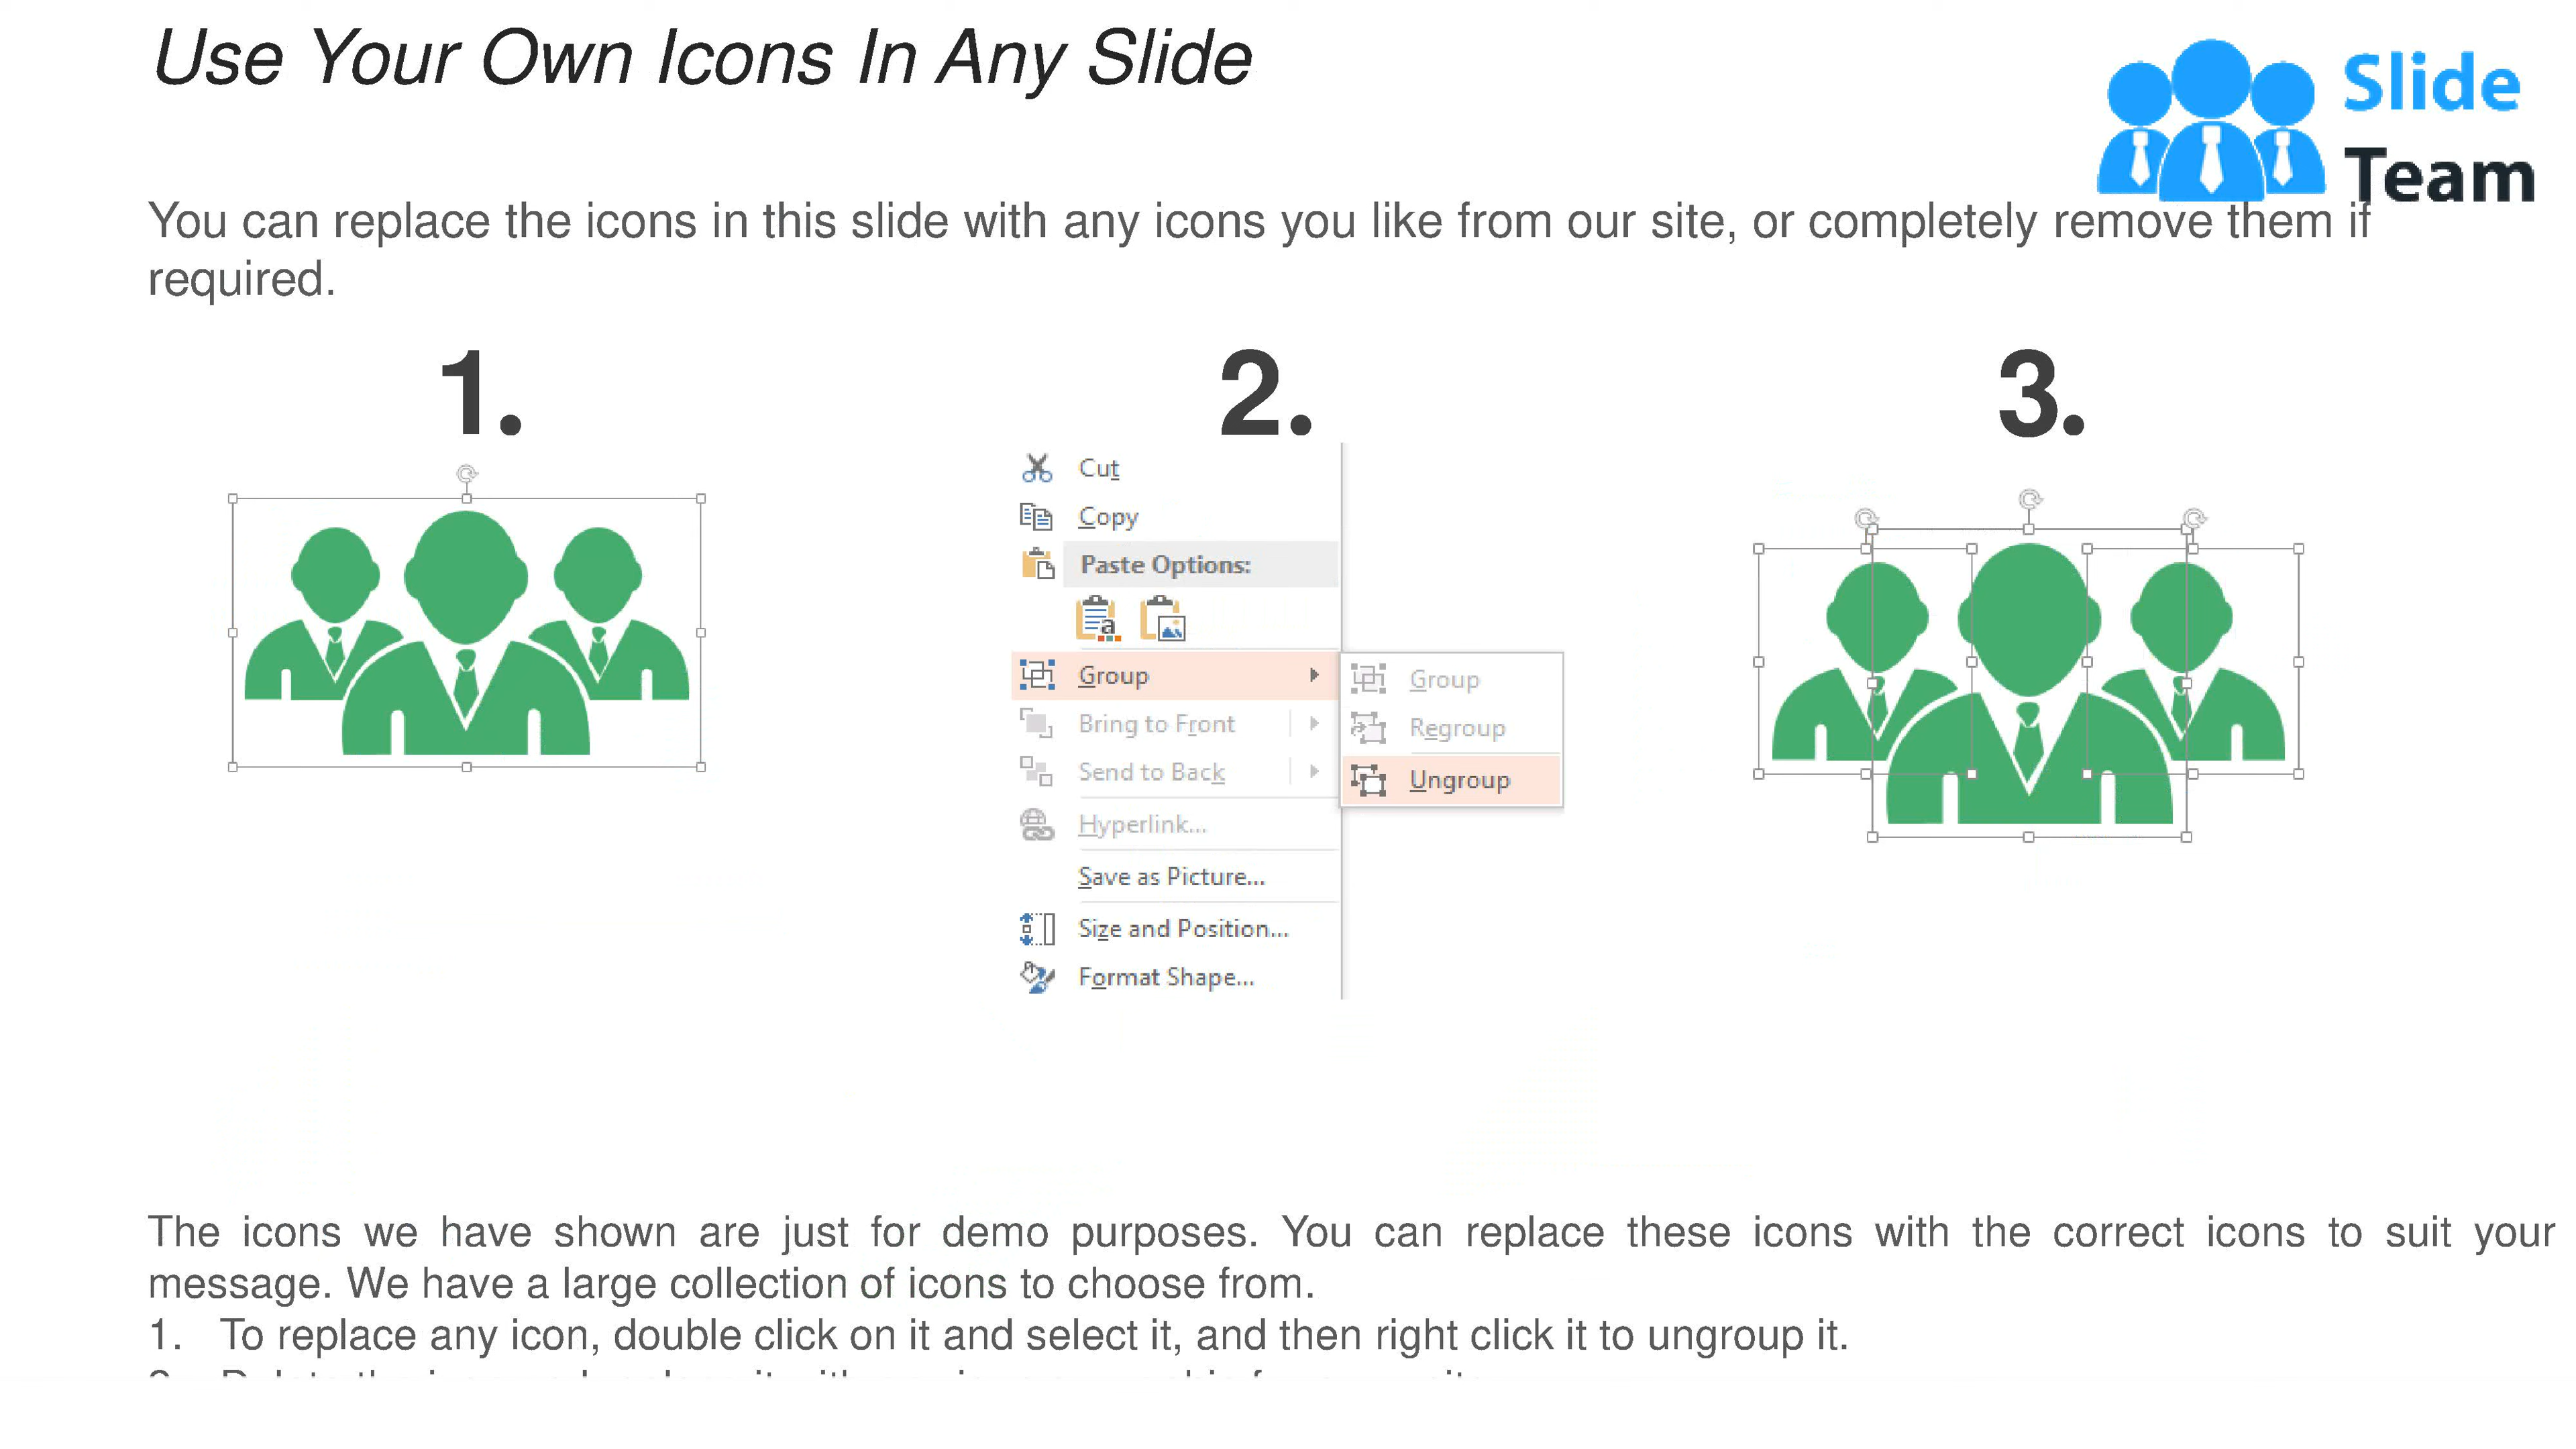 Use Your Own Icons In Any Slide
Slide
Team
You can replace the icons in this slide with any icons you like from our site, or completely remove them if
required.
1.
2.
3.
Cut
Copy
Paste Options:
Group
Bring to Front
Send to Back
Hyperlink...
Save as Picture...
Size and Position...
Format Shape...
Group
Regroup
Ungroup
The icons we have shown are just for demo purposes. You can replace these icons with the correct icons to suit your
message. We have a large collection of icons to choose from.
1. To replace any icon, double click on it and select it, and then right click it to ungroup it.